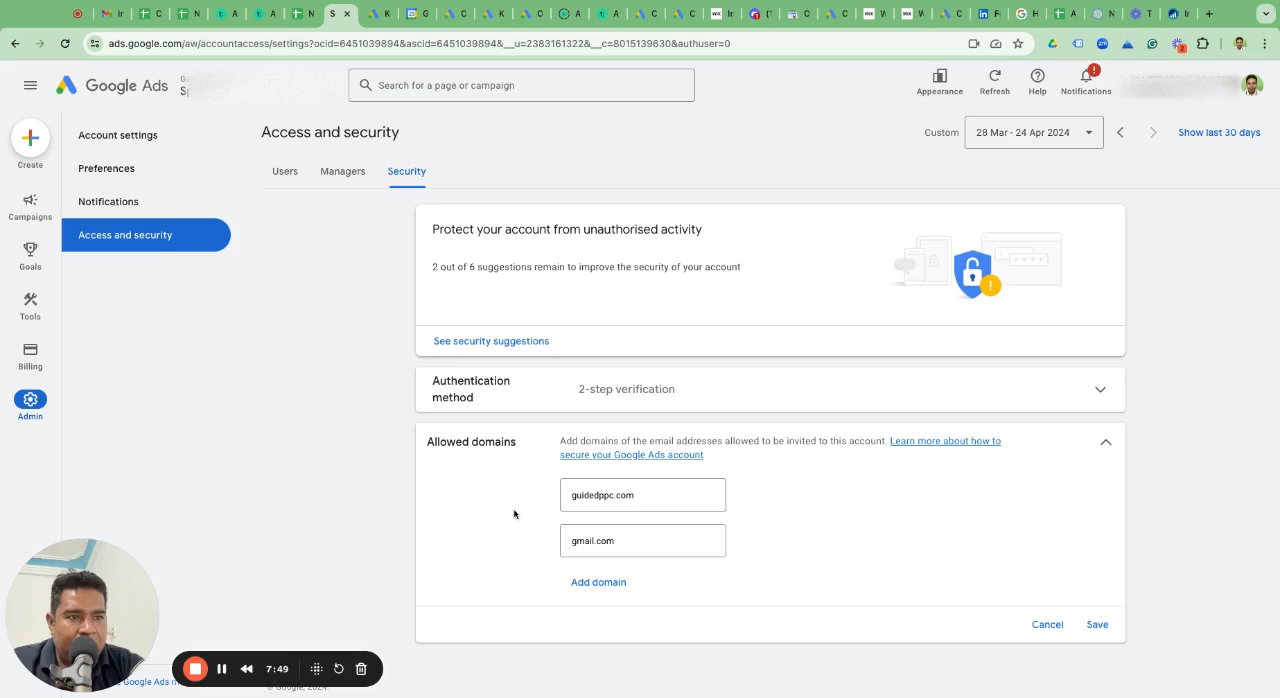 Ir
C
N
A
A
N
S
K
G
C
K
O
A
A
C
C
Ir
(1
O
C
W
W
C
Fi
H
A
N
T
Ir
ads.google.com/aw/accountaccess/settings?ocid=6451039894&ascid=6451039894&__u=2383161322&__c=8015139630&authuser=0
2
Google Ads
Search for a page or campaign
Appearance
Refresh
Help
Notifications
Create
Campaigns
Goals
Tools
Billing
Admin
Account settings
Preferences
Notifications
Access and security
Access and security
Custom
28 Mar - 24 Apr 2024
Show last 30 days
Users
Managers
Security
Protect your account from unauthorised activity
2 out of 6 suggestions remain to improve the security of your account
See security suggestions
Authentication
method
2-step verification
Allowed domains
Add domains of the email addresses allowed to be invited to this account. Learn more about how to
secure your Google Ads account
guidedppc.com
gmail.com
Add domain
Cancel
Save
7:49
Google Ads
© Google, 2024.